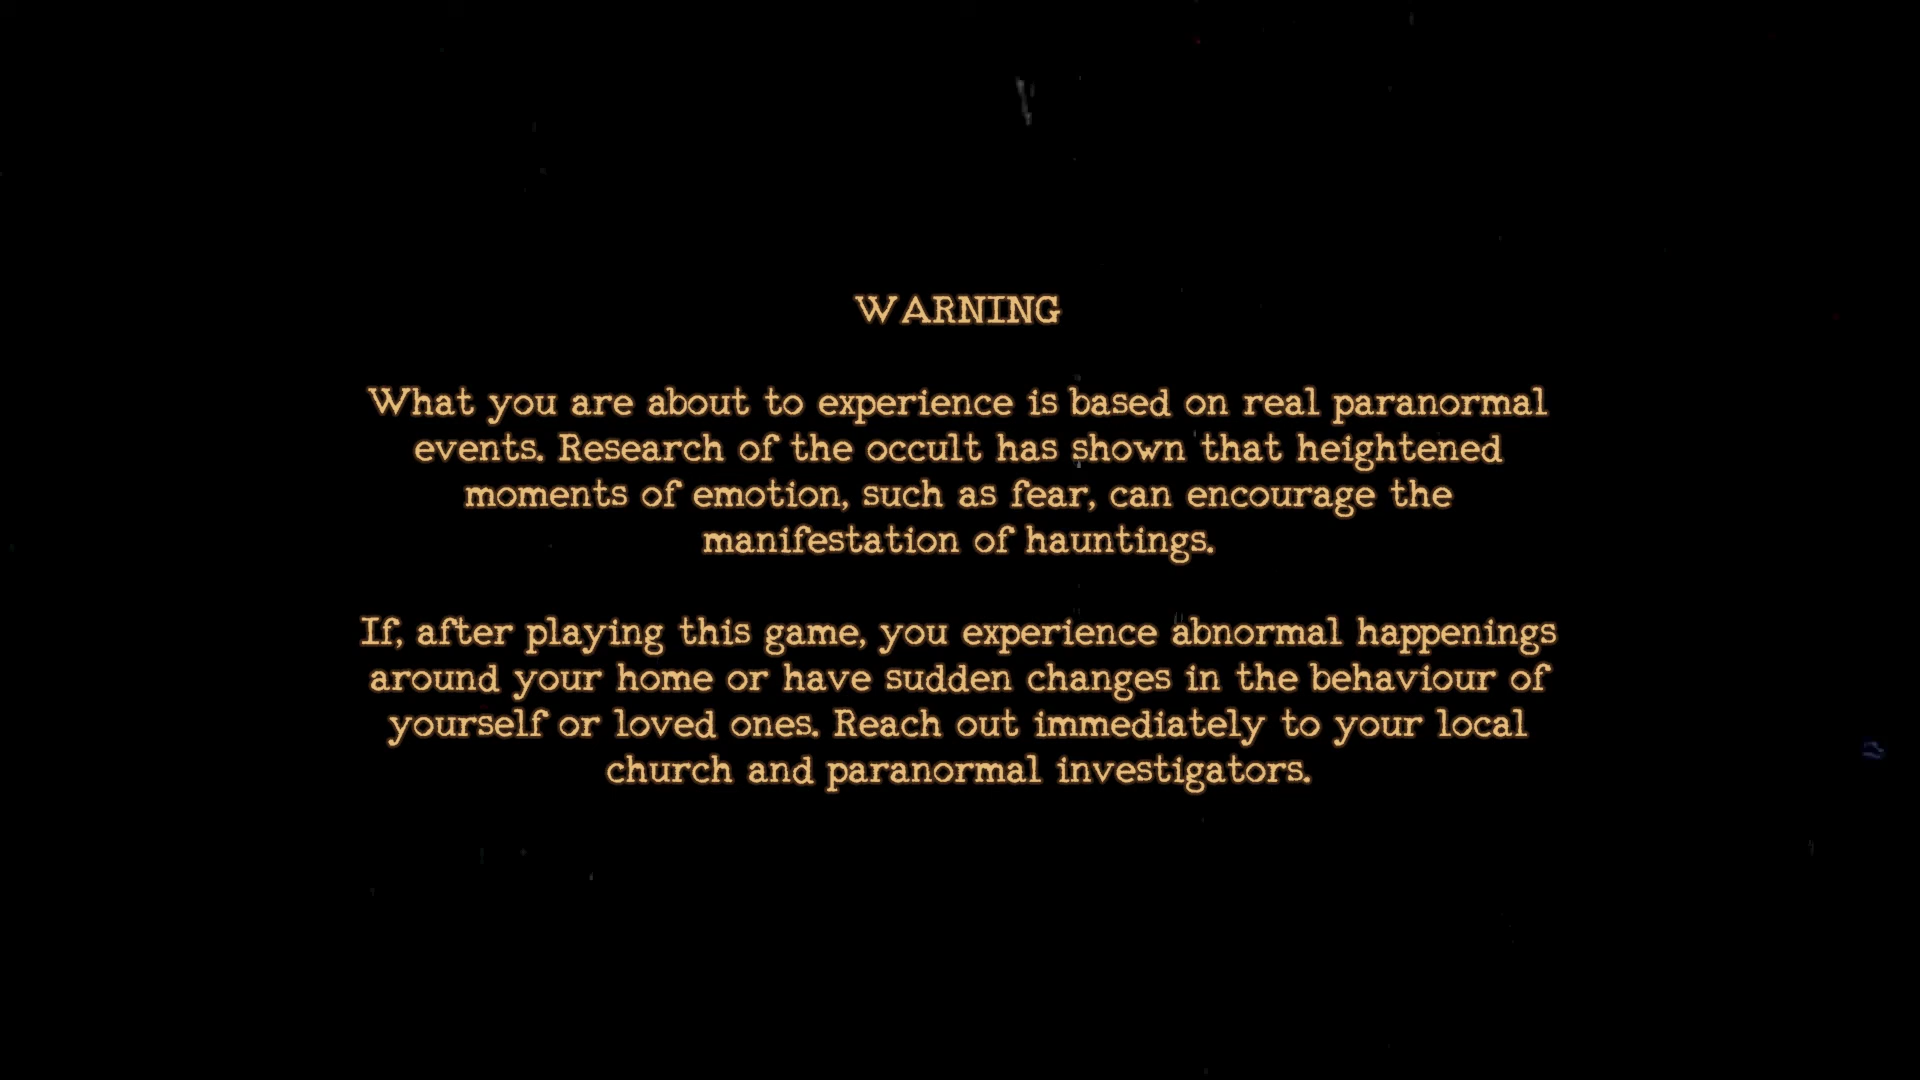 WARNING
What you are about to experience is based on real paranormal
events. Research of the occult has shown that heightened
moments of emotion, such as fear, can encourage the
manifestation of hauntings.
If, after playing this game, you experience abnormal happenings
around your home or have sudden changes in the behaviour of
yourself or loved ones. Reach out immediately to your local
church and paranormal investigators.